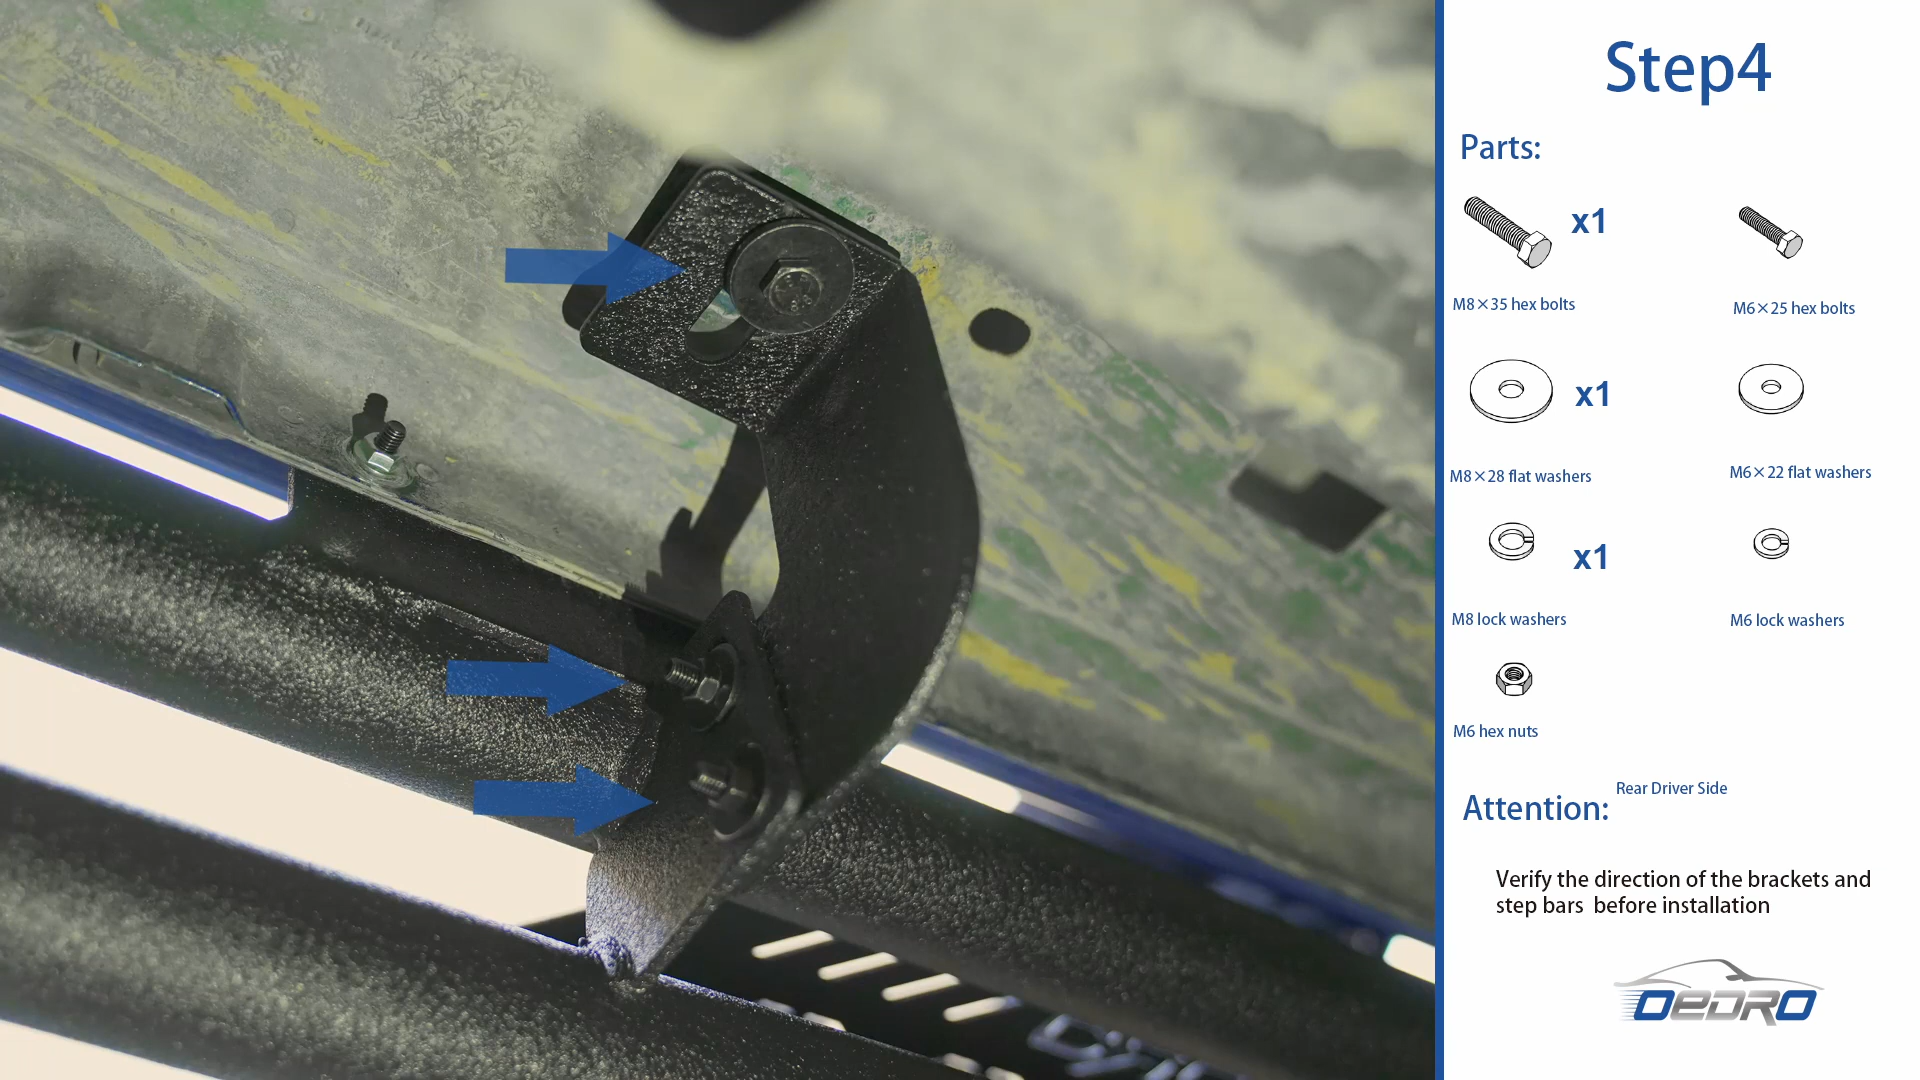 Step4
Parts:
x1
M8×35 hex bolts
M6×25 hex bolts
x1
M8×28 flat washers
M6×22 flat washers
x1
M8 lock washers
M6 lock washers
M6 hex nuts
Rear Driver Side
Attention:
Verify the direction of the brackets and
step bars before installation
OEDRO